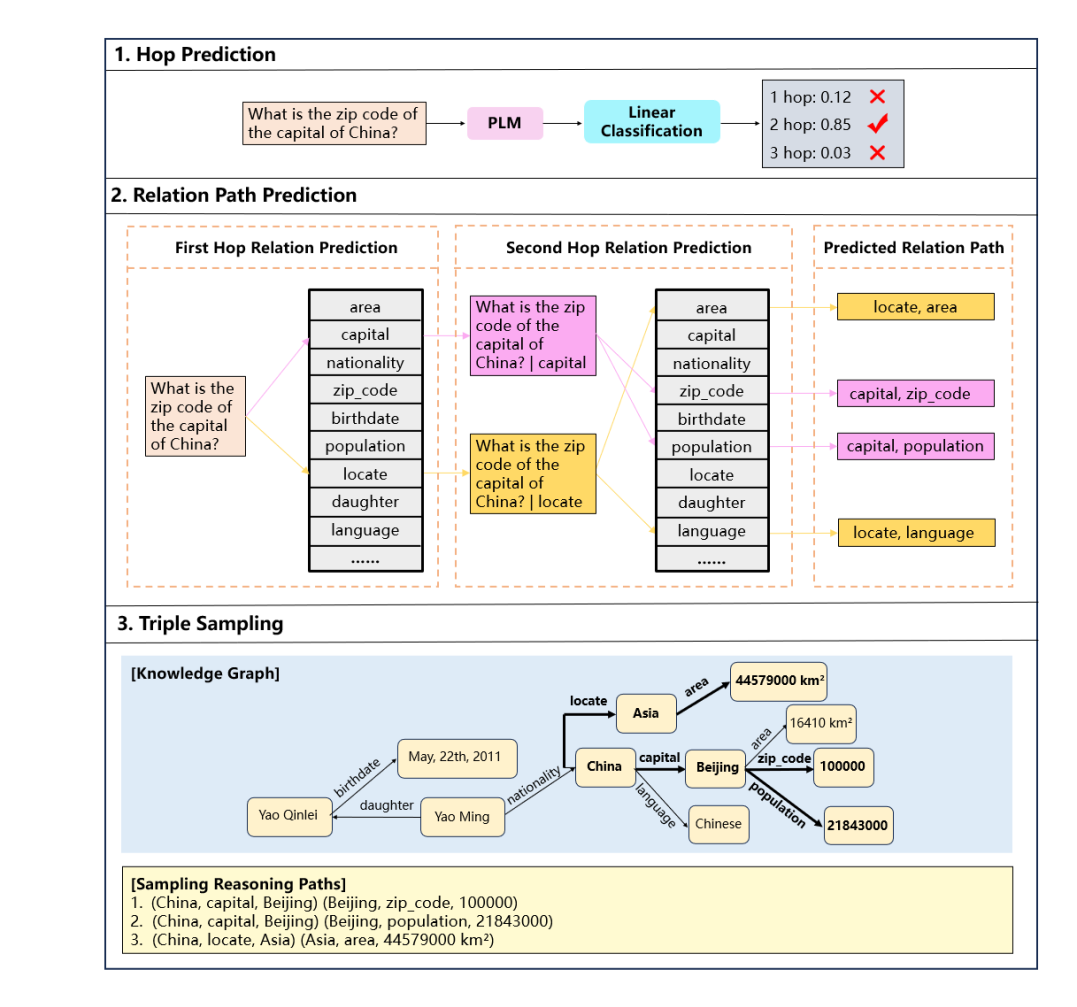 1. Hop Prediction
What is the zip code of
the capital of China?
PLM
Linear
Classification
1 hop: 0.12
2 hop: 0.85
3 hop: 0.03
2. Relation Path Prediction
First Hop Relation Prediction
What is the
zip code of
the capital
of China?
area
capital
nationality
zip_code
birthdate
population
locate
daughter
language
......
Second Hop Relation Prediction
What is the zip
code of the
capital of
China? | capital
What is the zip
code of the
capital of
China? | locate
area
capital
nationality
zip_code
birthdate
population
locate
daughter
language
......
Predicted Relation Path
locate, area
capital, zip_code
capital, population
locate, language
3. Triple Sampling
[Knowledge Graph]
44579000 km²
area
locate
Asia
16410 km²
area
May, 22th, 2011
birthdate
nationality
China
capital
Beijing
zip_code
100000
language
population
daughter
Yao Qinlei
Yao Ming
Chinese
21843000
[Sampling Reasoning Paths]
1. (China, capital, Beijing) (Beijing, zip_code, 100000)
2. (China, capital, Beijing) (Beijing, population, 21843000)
3. (China, locate, Asia) (Asia, area, 44579000 km²)